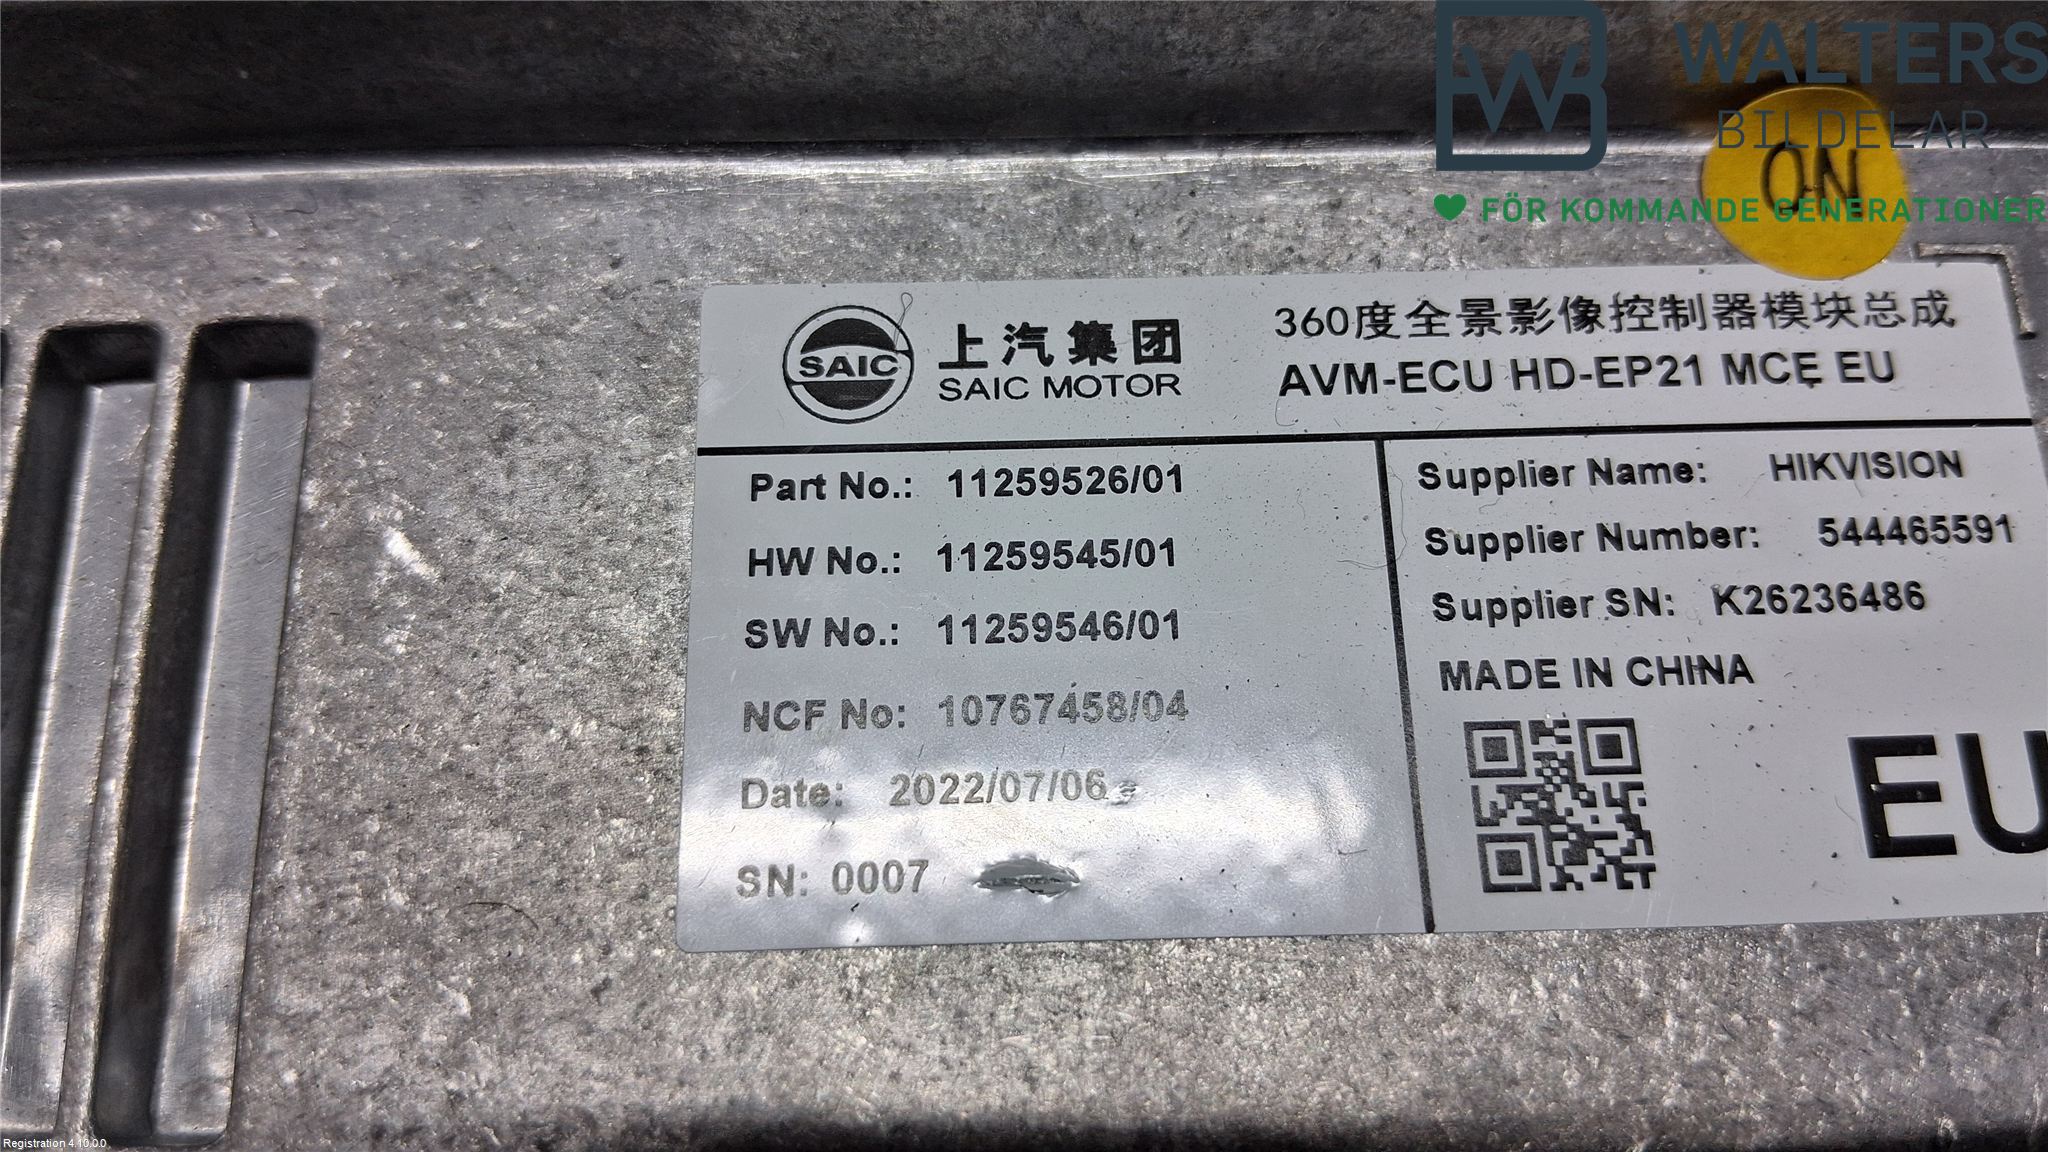 WALTERS
BILDELAR
FÖR KOMMANDE GENERATIONER
ON
SAIC
上汽集团
SAIC MOTOR
360度全景影像控制器模块总成
AVM-ECU HD-EP21 MCE EU
Part No.: 11259526/01
HW No.: 11259545/01
SW No.: 11259546/01
NCF No: 10767458/04
Date: 2022/07/06
SN: 0007
Supplier Name: HIKVISION
Supplier Number: 544465591
Supplier SN: K26236486
MADE IN CHINA
EU
Registration 4.10.0.0